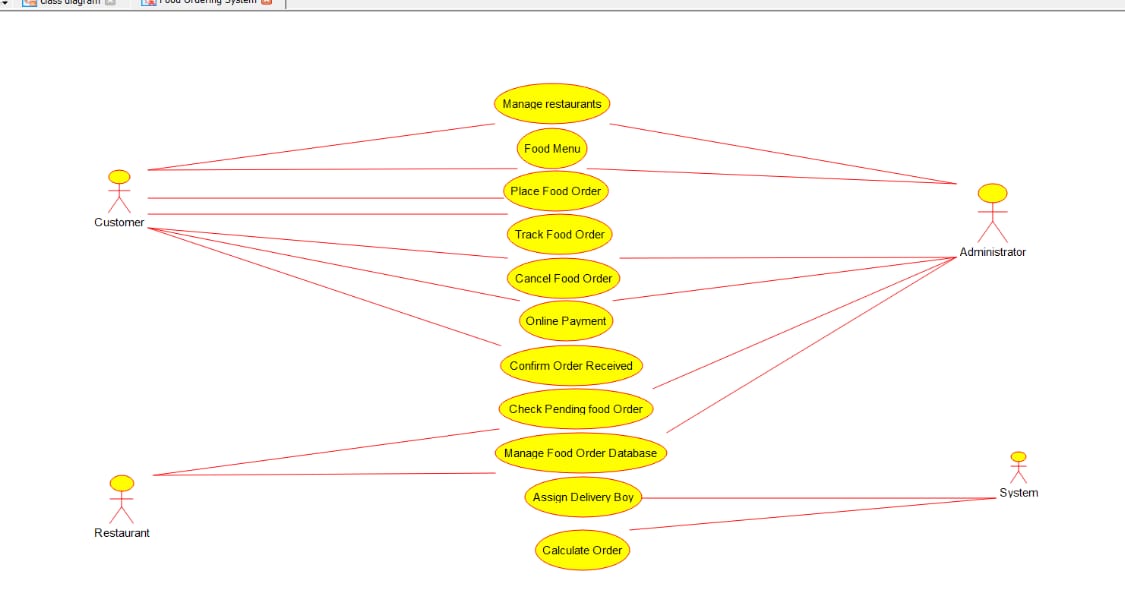 class diagram
Food Ordering System
Manage restaurants
Food Menu
Place Food Order
Customer
Track Food Order
Administrator
Cancel Food Order
Online Payment
Confirm Order Received
Check Pending food Order
Manage Food Order Database
System
Assign Delivery Boy
Restaurant
Calculate Order